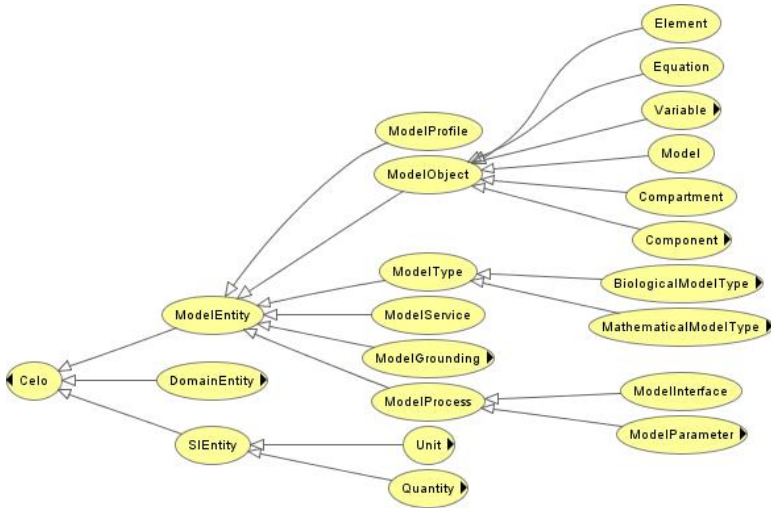 Element
Equation
Variable
ModelProfile
Model
ModelObject
Compartment
Component
ModelType
BiologicalModelType
ModelEntity
ModelService
MathematicalModelType
ModelGrounding
Celo
DomainEntity
ModelProcess
ModelInterface
ModelParameter
SIEntity
Unit
Quantity